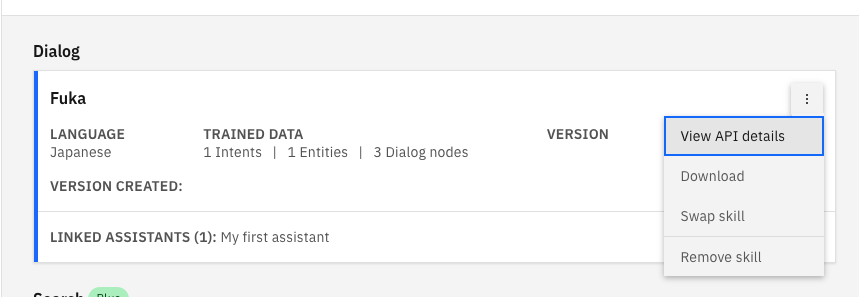 Dialog
Fuka
LANGUAGE TRAINED DATA VERSION
Japanese 1 Intents | 1 Entities | 3 Dialog nodes
VERSION CREATED:
LINKED ASSISTANTS (1): My first assistant
View API details
Download
Swap skill
Remove skill
Search Plus